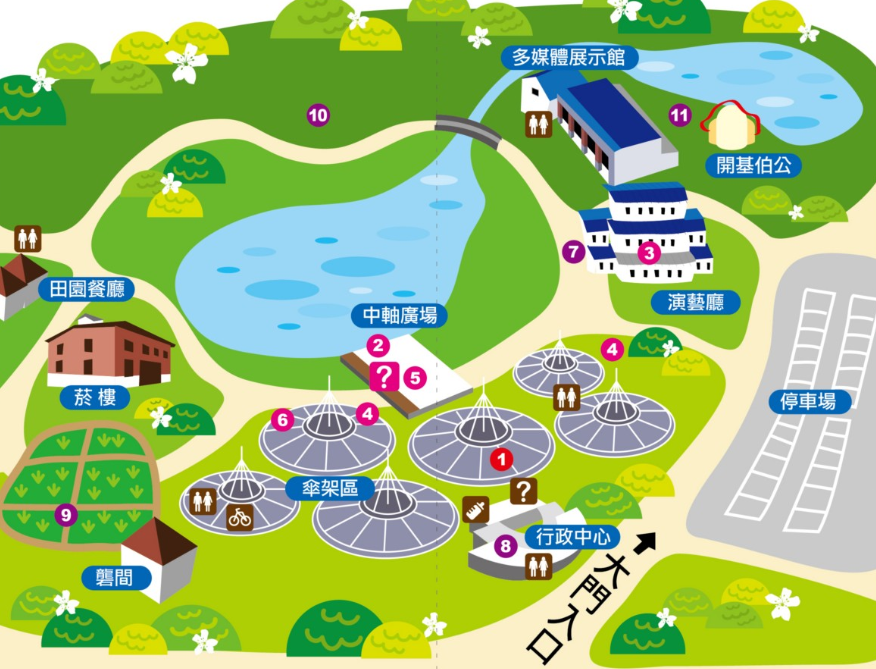 多媒體展示館
10
11
開基伯公
7
3
田園餐廳
演藝廳
中軸廣場
2
4
?
5
菸樓
停車場
6
4
1
傘架區
?
9
8
行政中心
礱間
大門入口